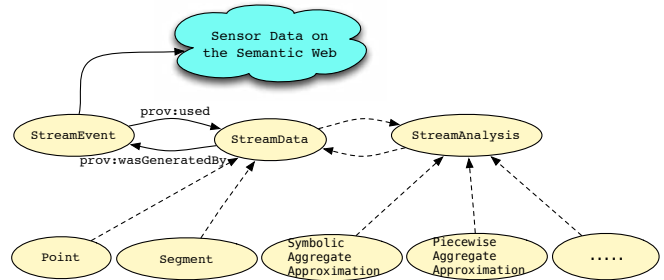 Sensor Data on
the Semantic Web
prov:used
StreamEvent
StreamData
StreamAnalysis
prov:wasGeneratedBy
Point
Segment
Symbolic
Aggregate
Approximation
Piecewise
Aggregate
Approximation
.....